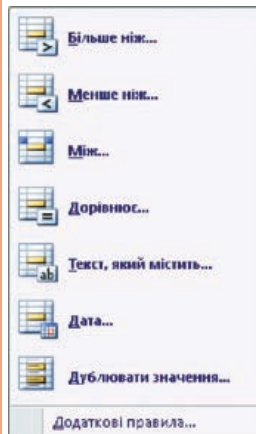 Більше ніж...
Менше ніж...
Між...
Дорівнює...
Текст, який містить...
Дата...
Дублювати значення...
Додаткові правила...